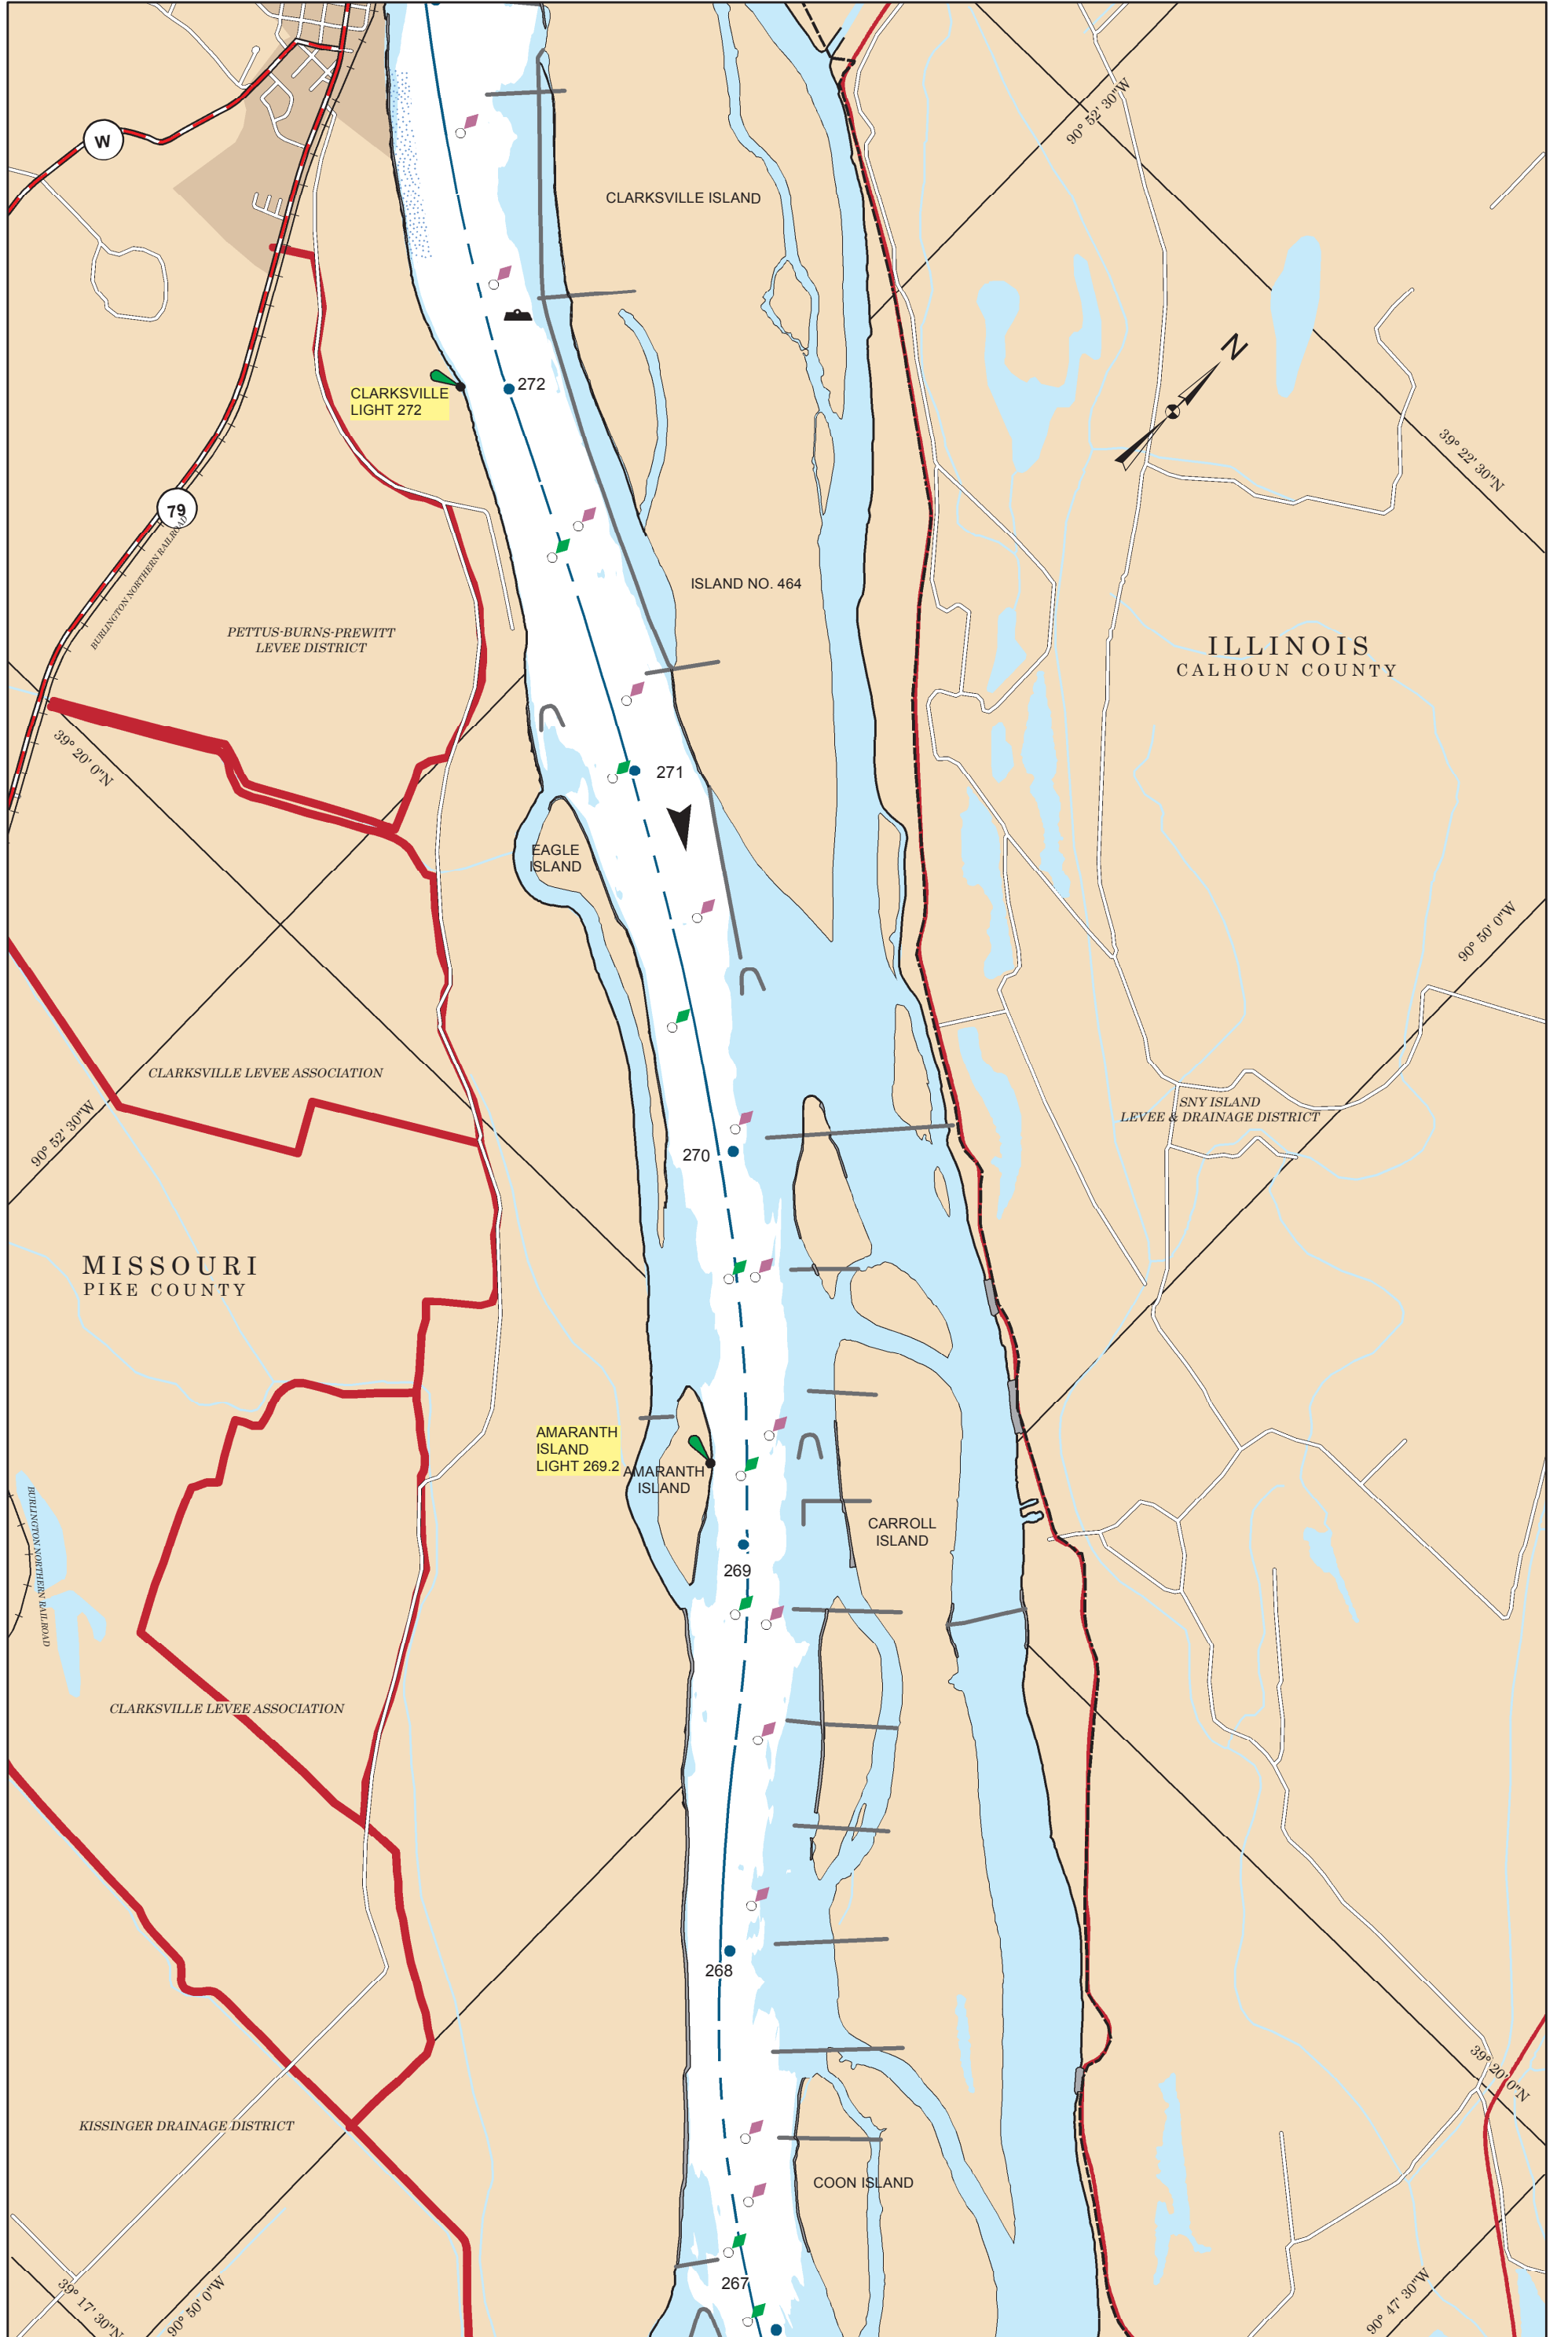 W
90° 52' 30"W
CLARKSVILLE ISLAND
N
272
CLARKSVILLE
LIGHT 272
39° 22' 30"N
79
BURLINGTON NORTHERN RAILROAD
ISLAND NO. 464
PETTUS-BURNS-PREWITT
LEVEE DISTRICT
ILLINOIS
CALHOUN COUNTY
39° 20' 0"N
271
EAGLE
ISLAND
90° 50' 0"W
CLARKSVILLE LEVEE ASSOCIATION
SNY ISLAND
LEVEE & DRAINAGE DISTRICT
90° 52' 30"W
270
MISSOURI
PIKE COUNTY
AMARANTH
ISLAND
LIGHT 269.2
AMARANTH
ISLAND
BURLINGTON NORTHERN RAILROAD
CARROLL
ISLAND
269
CLARKSVILLE LEVEE ASSOCIATION
268
39° 20' 0"N
KISSINGER DRAINAGE DISTRICT
COON ISLAND
267
39° 17' 30"N
90° 50' 0"W
90° 47' 30"W